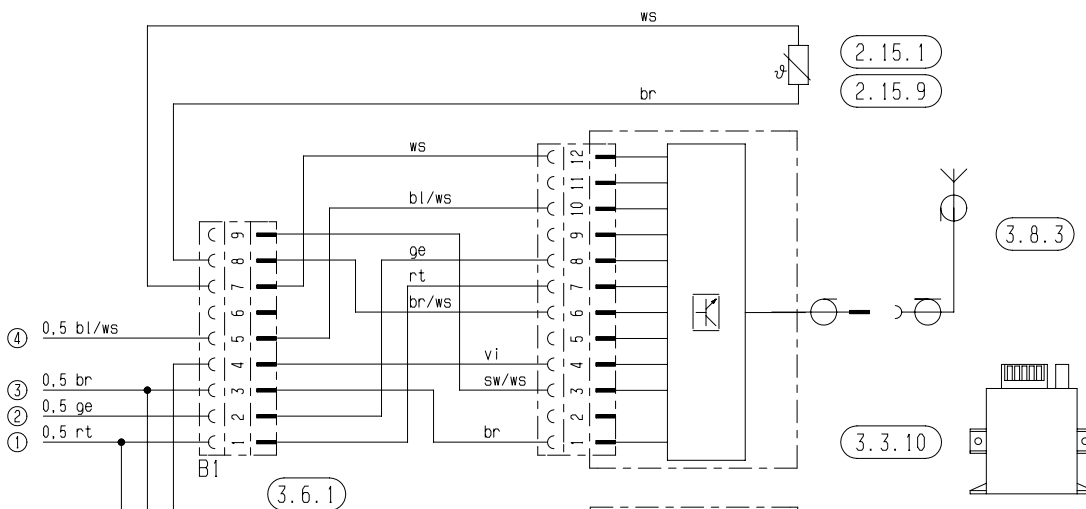 ws
2.15.1
ϑ
2.15.9
br
ws
12
11
bl/ws
10
3.8.3
9
9
ge
8
8
rt
7
7
br/ws
6
6
4 0,5 bl/ws
5
5
vi
4
4
3 0,5 br
sw/ws
3
3
2 0,5 ge
2
2
1 0,5 rt
br
1
1
3.3.10
B1
3.6.1